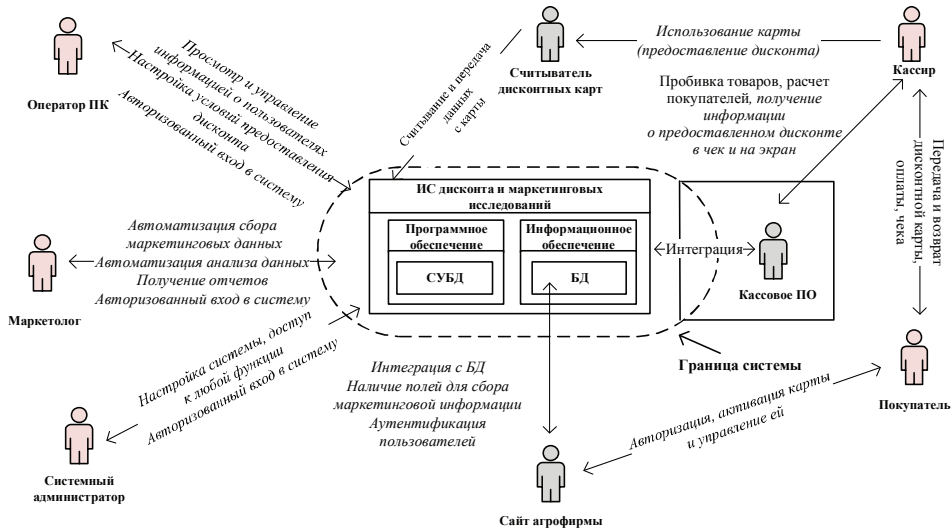 Оператор ПК
Просмотр и управление
информацией о пользователях
Настройка условий предоставления
дисконта
Авторизованный вход в систему
Считывание и передача
данных
с карты
Считыватель
дисконтных карт
Использование карты
(предоставление дисконта)
Кассир
Пробивка товаров, расчет
покупателей, получение
информации
о предоставленном дисконте
в чек и на экран
Передача и возврат
дисконтной карты,
оплаты, чека
ИС дисконта и маркетинговых
исследований
Программное
обеспечение
СУБД
Информационное
обеспечение
БД
Интеграция
Кассовое ПО
Автоматизация сбора
маркетинговых данных
Автоматизация анализа данных
Получение отчетов
Авторизованный вход в систему
Маркетолог
Граница системы
Настройка системы, доступ
к любой функции
Авторизованный вход в систему
Системный
администратор
Интеграция с БД
Наличие полей для сбора
маркетинговой информации
Аутентификация
пользователей
Авторизация, активация карты
и управление ей
Покупатель
Сайт агрофирмы